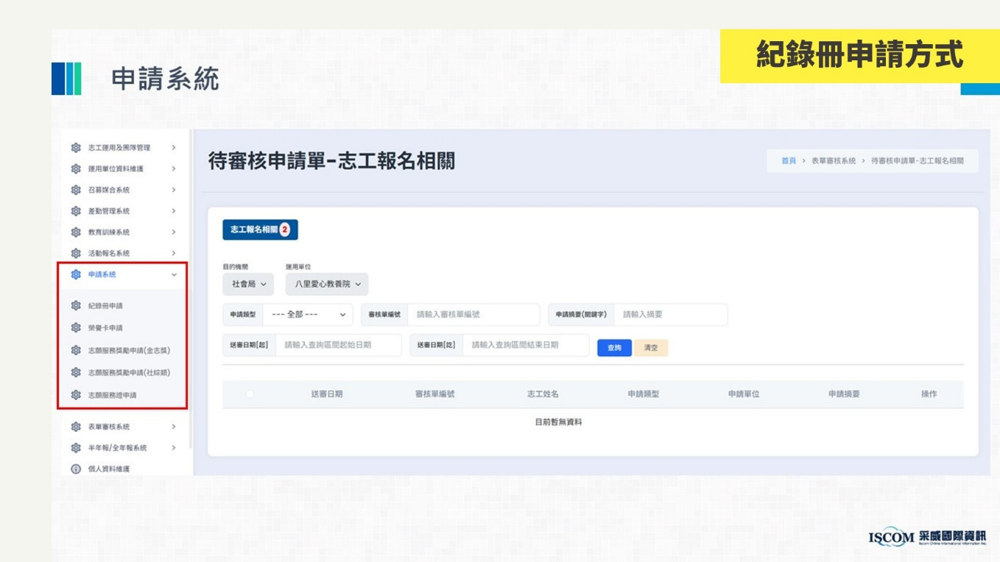 紀錄冊申請方式
申請系統
志工運用及團隊管理
運用單位資料維護
召募媒合系統
差勤管理系統
教育訓練系統
活動報名系統
申請系統
紀錄冊申請
榮譽卡申請
志願服務獎勵申請(金志獎)
志願服務獎勵申請(社綜類)
志願服務證申請
表單審核系統
半年報/全年報系統
個人資料維護
待審核申請單-志工報名相關
首頁 › 表單審核系統 › 待審核申請單-志工報名相關
志工報名相關 2
目的機關 運用單位
社會局 八里愛心教養院
申請類型 --- 全部 --- 審核單編號 請輸入審核單編號 申請摘要(關鍵字) 請輸入摘要
送審日期[起] 請輸入查詢區間起始日期 送審日期[訖] 請輸入查詢區間結束日期 查詢 清空
送審日期 審核單編號 志工姓名 申請類型 申請單位 申請摘要 操作
目前暫無資料
ISCOM 采威國際資訊